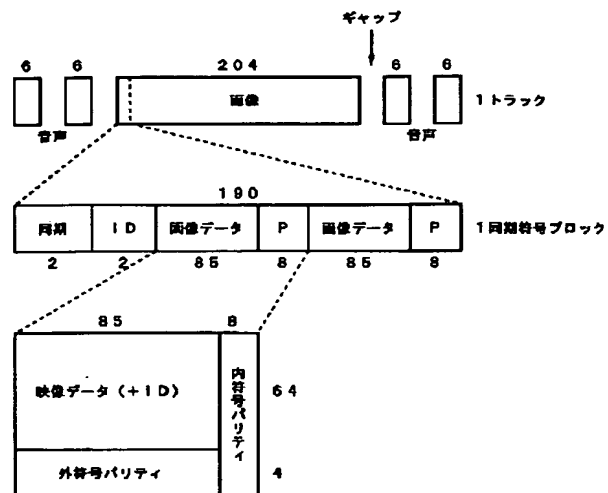 ギャップ
6 6 204 6 6
画像
1トラック
音声 音声
190
同期 ID 画像データ P 画像データ P
1同期符号ブロック
2 2 85 8 85 8
85 8
映像データ(+ID)
内符号パリティ
64
外符号パリティ
4